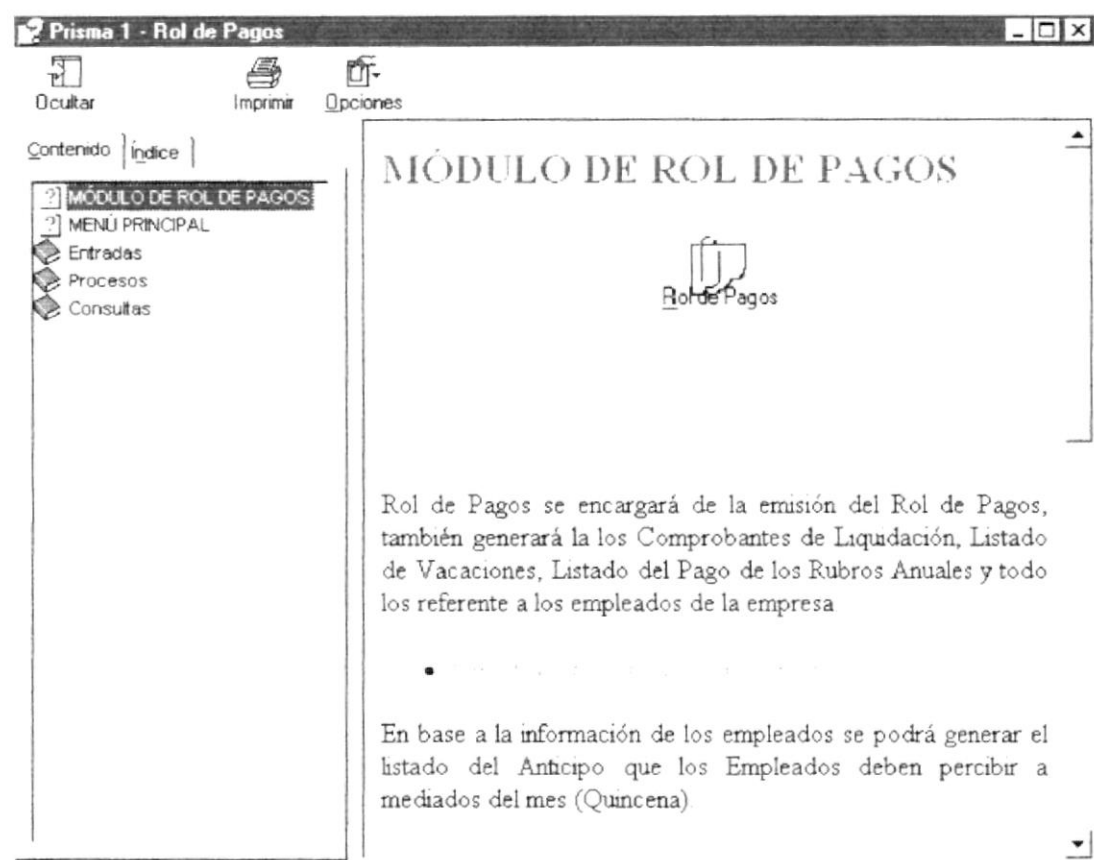 Prisma 1 - Rol de Pagos
Ocultar
Imprimir
Opciones
Contenido
Índice
MÓDULO DE ROL DE PAGOS
MENÚ PRINCIPAL
Entradas
Procesos
Consultas
MÓDULO DE ROL DE PAGOS
Rol de Pagos
Rol de Pagos se encargará de la emisión del Rol de Pagos,
también generará la los Comprobantes de Liquidación, Listado
de Vacaciones, Listado del Pago de los Rubros Anuales y todo
los referente a los empleados de la empresa
En base a la información de los empleados se podrá generar el
listado del Anticipo que los Empleados deben percibir a
mediados del mes (Quincena)